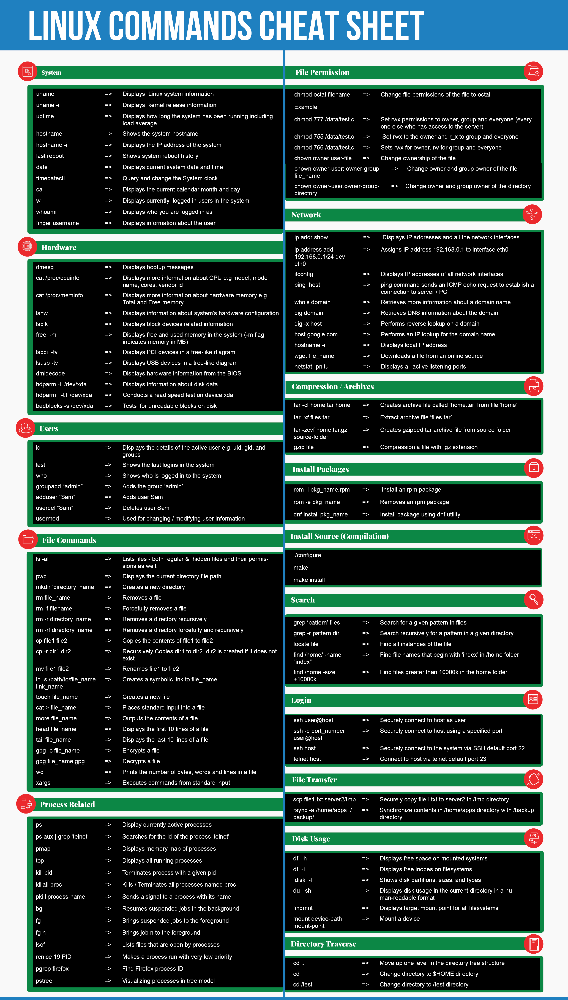 LINUX COMMANDS CHEAT SHEET
System
uname => Displays  Linux system information
uname -r => Displays  kernel release information
uptime => Displays how long the system has been running including
load average
hostname => Shows the system hostname
hostname -i => Displays the IP address of the system
last reboot => Shows system reboot history
date => Displays current system date and time
timedatectl => Query and change the System clock
cal => Displays the current calendar month and day
w => Displays currently  logged in users in the system
whoami => Displays who you are logged in as
finger username => Displays information about the user
Hardware
dmesg => Displays bootup messages
cat /proc/cpuinfo => Displays more information about CPU e.g model, model
name, cores, vendor id
cat /proc/meminfo => Displays more information about hardware memory e.g.
Total and Free memory
lshw => Displays information about system’s hardware configuration
lsblk => Displays block devices related information
free  -m => Displays free and used memory in the system (-m flag
indicates memory in MB)
lspci  -tv => Displays PCI devices in a tree-like diagram
lsusb -tv => Displays USB devices in a tree-like diagram
dmidecode => Displays hardware information from the BIOS
hdparm -i  /dev/xda => Displays information about disk data
hdparm   -tT /dev/xda => Conducts a read speed test on device xda
badblocks -s /dev/xda => Tests  for unreadable blocks on disk
Users
id => Displays the details of the active user e.g. uid, gid, and
groups
last => Shows the last logins in the system
who => Shows who is logged in to the system
groupadd “admin” => Adds the group ‘admin’
adduser “Sam” => Adds user Sam
userdel “Sam” => Deletes user Sam
usermod => Used for changing / modifying user information
File Commands
ls -al => Lists files - both regular &  hidden files and their permis-
sions as well.
pwd => Displays the current directory file path
mkdir ‘directory_name’ => Creates a new directory
rm file_name => Removes a file
rm -f filename => Forcefully removes a file
rm -r directory_name => Removes a directory recursively
rm -rf directory_name => Removes a directory forcefully and recursively
cp file1 file2 => Copies the contents of file1 to file2
cp -r dir1 dir2 => Recursively Copies dir1 to dir2. dir2 is created if it does not
exist
mv file1 file2 => Renames file1 to file2
ln -s /path/to/file_name => Creates a symbolic link to file_name
link_name
touch file_name => Creates a new file
cat > file_name => Places standard input into a file
more file_name => Outputs the contents of a file
head file_name => Displays the first 10 lines of a file
tail file_name => Displays the last 10 lines of a file
gpg -c file_name => Encrypts a file
gpg file_name.gpg => Decrypts a file
wc => Prints the number of bytes, words and lines in a file
xargs => Executes commands from standard input
Process Related
ps => Display currently active processes
ps aux | grep ‘telnet’ => Searches for the id of the process ‘telnet’
pmap => Displays memory map of processes
top => Displays all running processes
kill pid => Terminates process with a given pid
killall proc => Kills / Terminates all processes named proc
pkill process-name => Sends a signal to a process with its name
bg => Resumes suspended jobs in the background
fg => Brings suspended jobs to the foreground
fg n => Brings job n to the foreground
lsof => Lists files that are open by processes
renice 19 PID => Makes a process run with very low priority
pgrep firefox => Find Firefox process ID
pstree => Visualizing processes in tree model
File Permission
chmod octal filename => Change file permissions of the file to octal
Example
chmod 777 /data/test.c => Set rwx permissions to owner, group and everyone (every-
one else who has access to the server)
chmod 755 /data/test.c => Set rwx to the owner and r_x to group and everyone
chmod 766 /data/test.c => Sets rwx for owner, rw for group and everyone
chown owner user-file => Change ownership of the file
chown owner-user: owner-group => Change owner and group owner of the file
file_name
chown owner-user:owner-group- => Change owner and group owner of the directory
directory
Network
ip addr show => Displays IP addresses and all the network interfaces
ip address add => Assigns IP address 192.168.0.1 to interface eth0
192.168.0.1/24 dev
eth0
ifconfig => Displays IP addresses of all network interfaces
ping  host => ping command sends an ICMP echo request to establish a
connection to server / PC
whois domain => Retrieves more information about a domain name
dig domain => Retrieves DNS information about the domain
dig -x host => Performs reverse lookup on a domain
host google.com => Performs an IP lookup for the domain name
hostname -i => Displays local IP address
wget file_name => Downloads a file from an online source
netstat -pnltu => Displays all active listening ports
Compression / Archives
7Z
tar -cf home.tar home => Creates archive file called ‘home.tar’ from file ‘home’
tar -xf files.tar => Extract archive file ‘files.tar’
tar -zcvf home.tar.gz => Creates gzipped tar archive file from source folder
source-folder
gzip file => Compression a file with .gz extension
Install Packages
rpm -i pkg_name.rpm => Install an rpm package
rpm -e pkg_name => Removes an rpm package
dnf install pkg_name => Install package using dnf utility
Install Source (Compilation)
./configure
make
make install
Search
grep ‘pattern’ files => Search for a given pattern in files
grep -r pattern dir => Search recursively for a pattern in a given directory
locate file => Find all instances of the file
find /home/ -name => Find file names that begin with ‘index’ in /home folder
“index”
find /home -size => Find files greater than 10000k in the home folder
+10000k
Login
ssh user@host => Securely connect to host as user
ssh -p port_number => Securely connect to host using a specified port
user@host
ssh host => Securely connect to the system via SSH default port 22
telnet host => Connect to host via telnet default port 23
File Transfer
scp file1.txt server2/tmp => Securely copy file1.txt to server2 in /tmp directory
rsync -a /home/apps  / => Synchronize contents in /home/apps directory with /backup
backup/ directory
Disk Usage
df  -h => Displays free space on mounted systems
df  -i => Displays free inodes on filesystems
fdisk  -l => Shows disk partitions, sizes, and types
du  -sh => Displays disk usage in the current directory in a hu-
man-readable format
findmnt => Displays target mount point for all filesystems
mount device-path => Mount a device
mount-point
Directory Traverse
cd .. => Move up one level in the directory tree structure
cd => Change directory to $HOME directory
cd /test => Change directory to /test directory